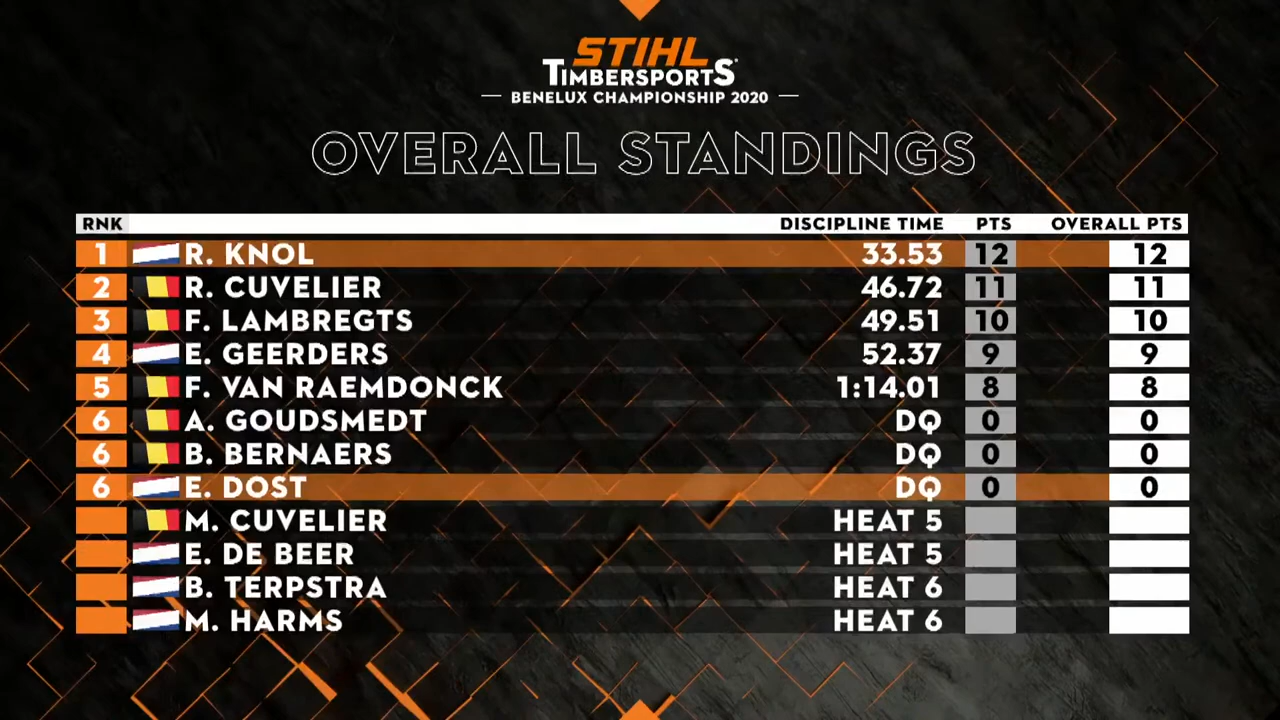 STIHL
TIMBERSPORTS®
BENELUX CHAMPIONSHIP 2020
OVERALL STANDINGS
RNK DISCIPLINE TIME PTS OVERALL PTS
1 R. KNOL 33.53 12 12
2 R. CUVELIER 46.72 11 11
3 F. LAMBREGTS 49.51 10 10
4 E. GEERDERS 52.37 9 9
5 F. VAN RAEMDONCK 1:14.01 8 8
6 A. GOUDSMEDT DQ 0 0
6 B. BERNAERS DQ 0 0
6 E. DOST DQ 0 0
M. CUVELIER HEAT 5
E. DE BEER HEAT 5
B. TERPSTRA HEAT 6
M. HARMS HEAT 6